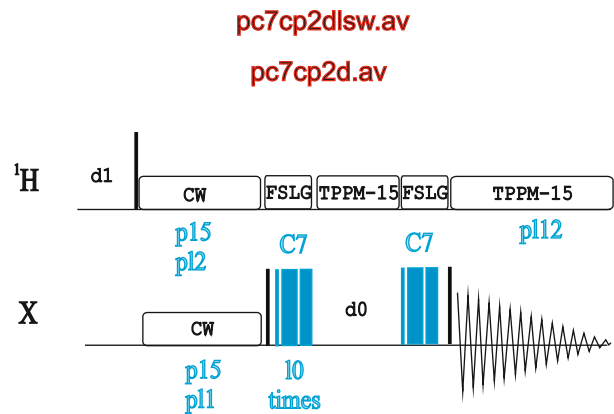 pc7cp2dlsw.av
pc7cp2d.av
1H d1 CW FSLG TPPM-15 FSLG TPPM-15
p15 C7 C7 pl12
pl2
X CW d0
p15 l0
pl1 times